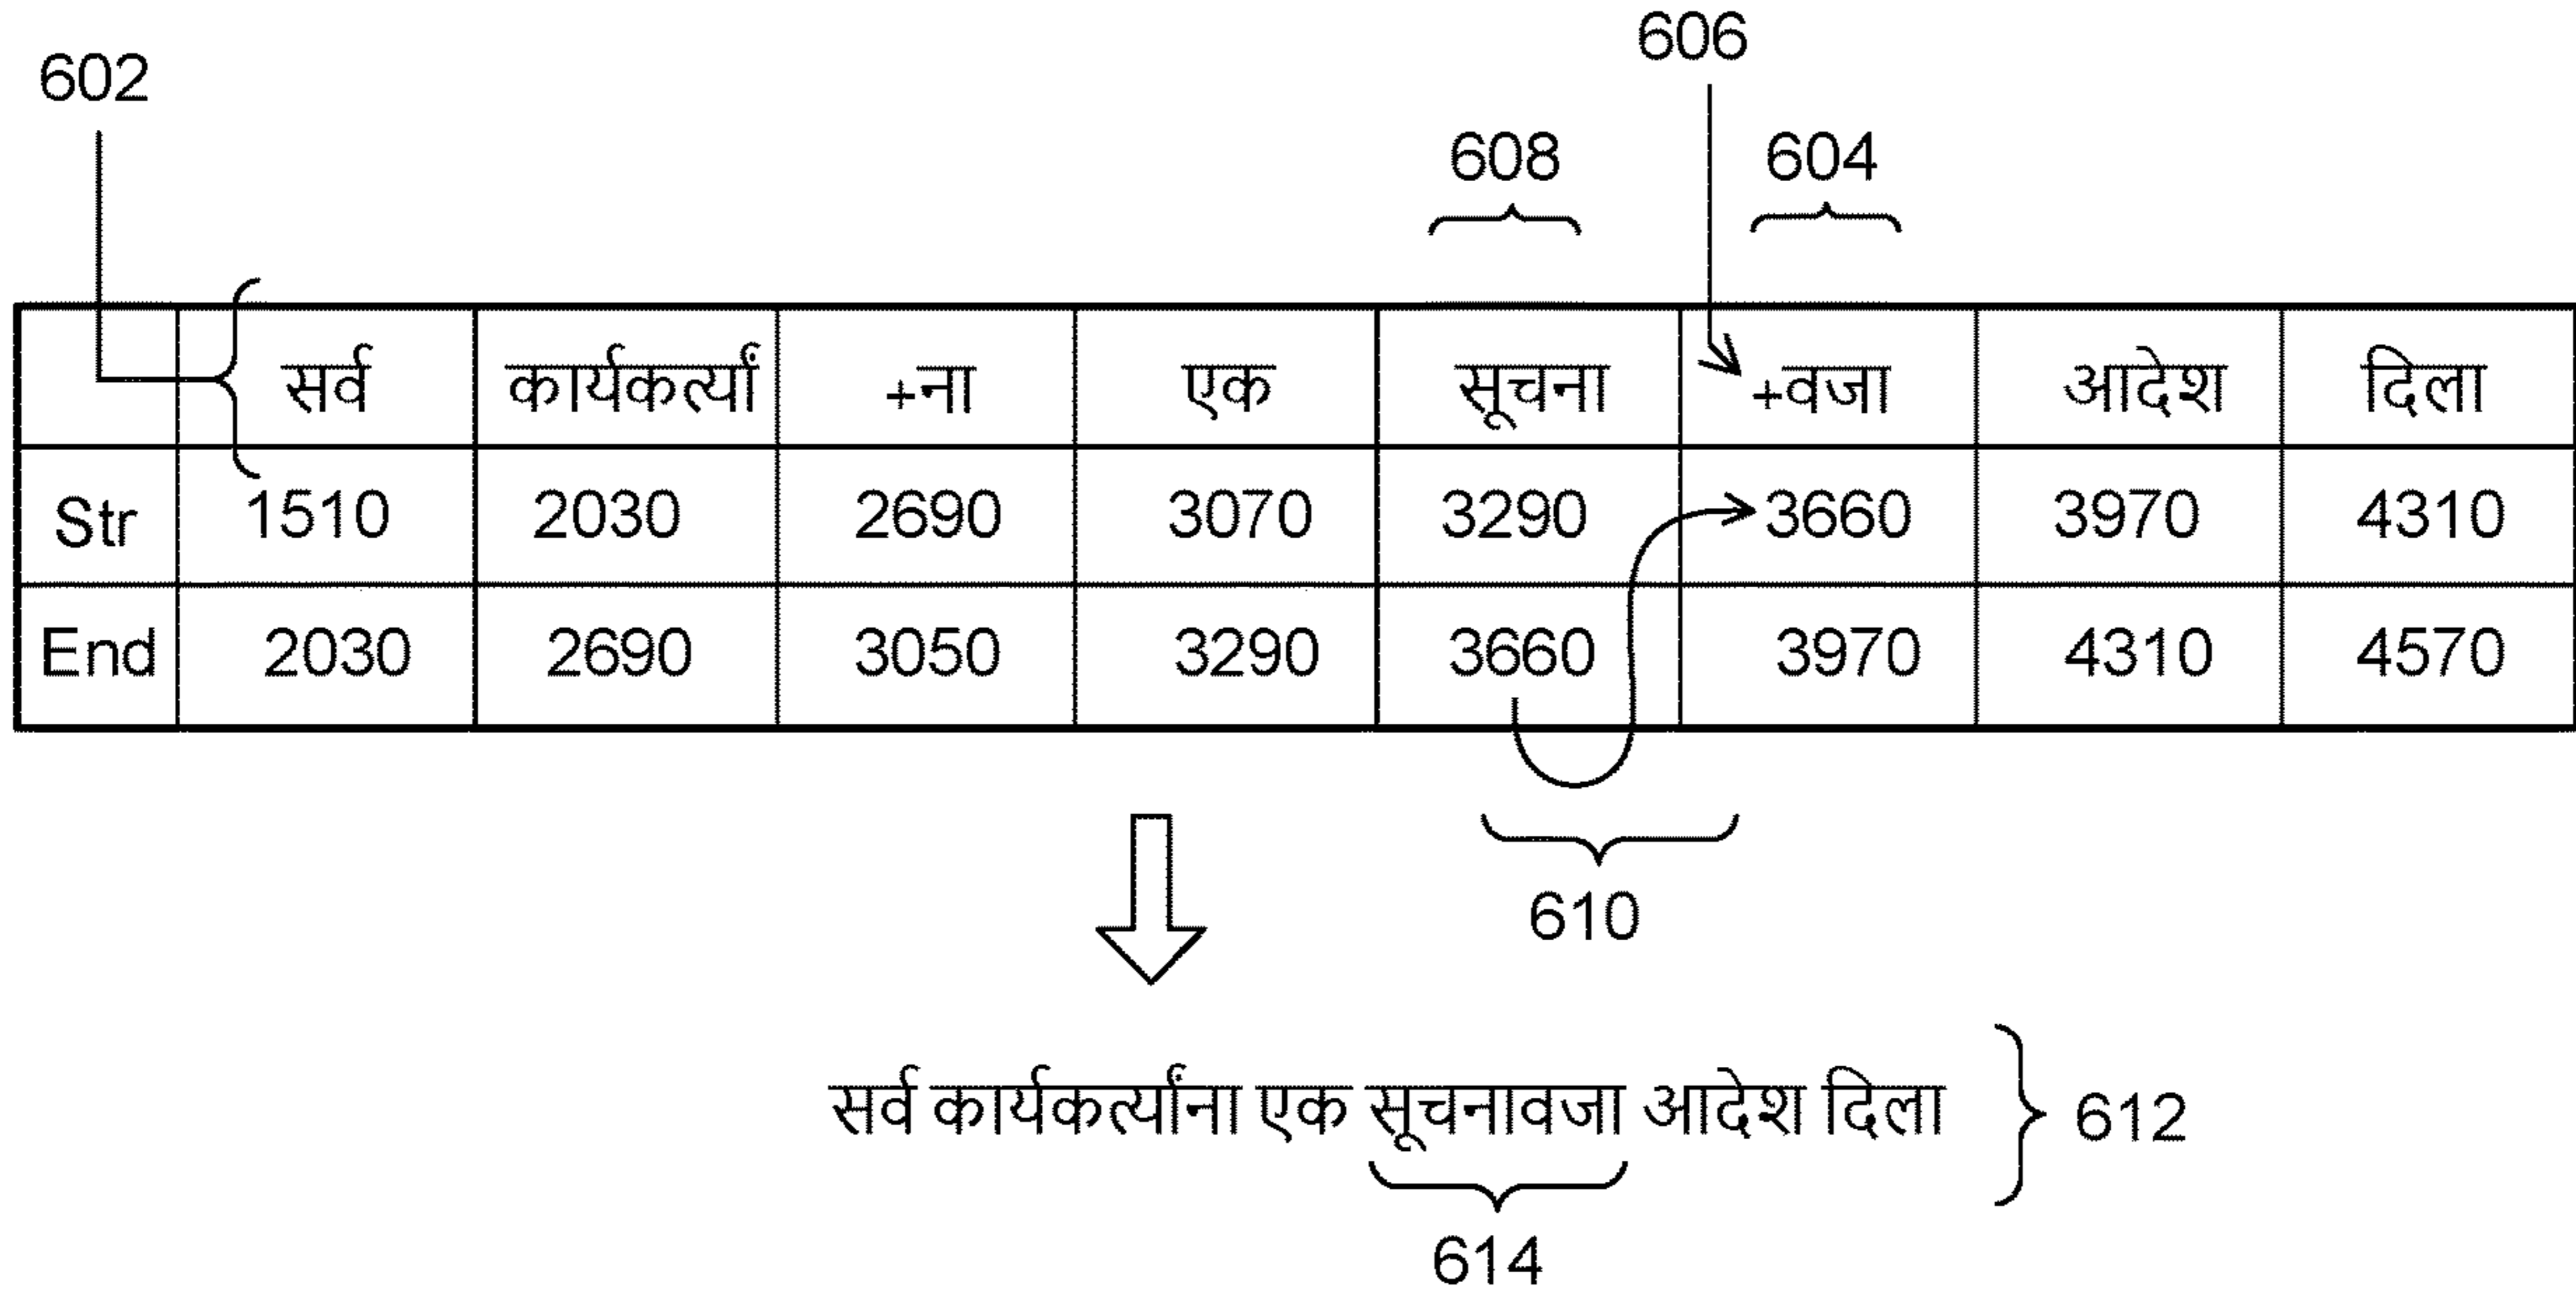 602
606
608 604
सर्व कार्यकर्त्यां +ना एक सूचना +वजा आदेश दिला
Str 1510 2030 2690 3070 3290 3660 3970 4310
End 2030 2690 3050 3290 3660 3970 4310 4570
610
सर्व कार्यकर्त्यांना एक सूचनावजा आदेश दिला 612
614